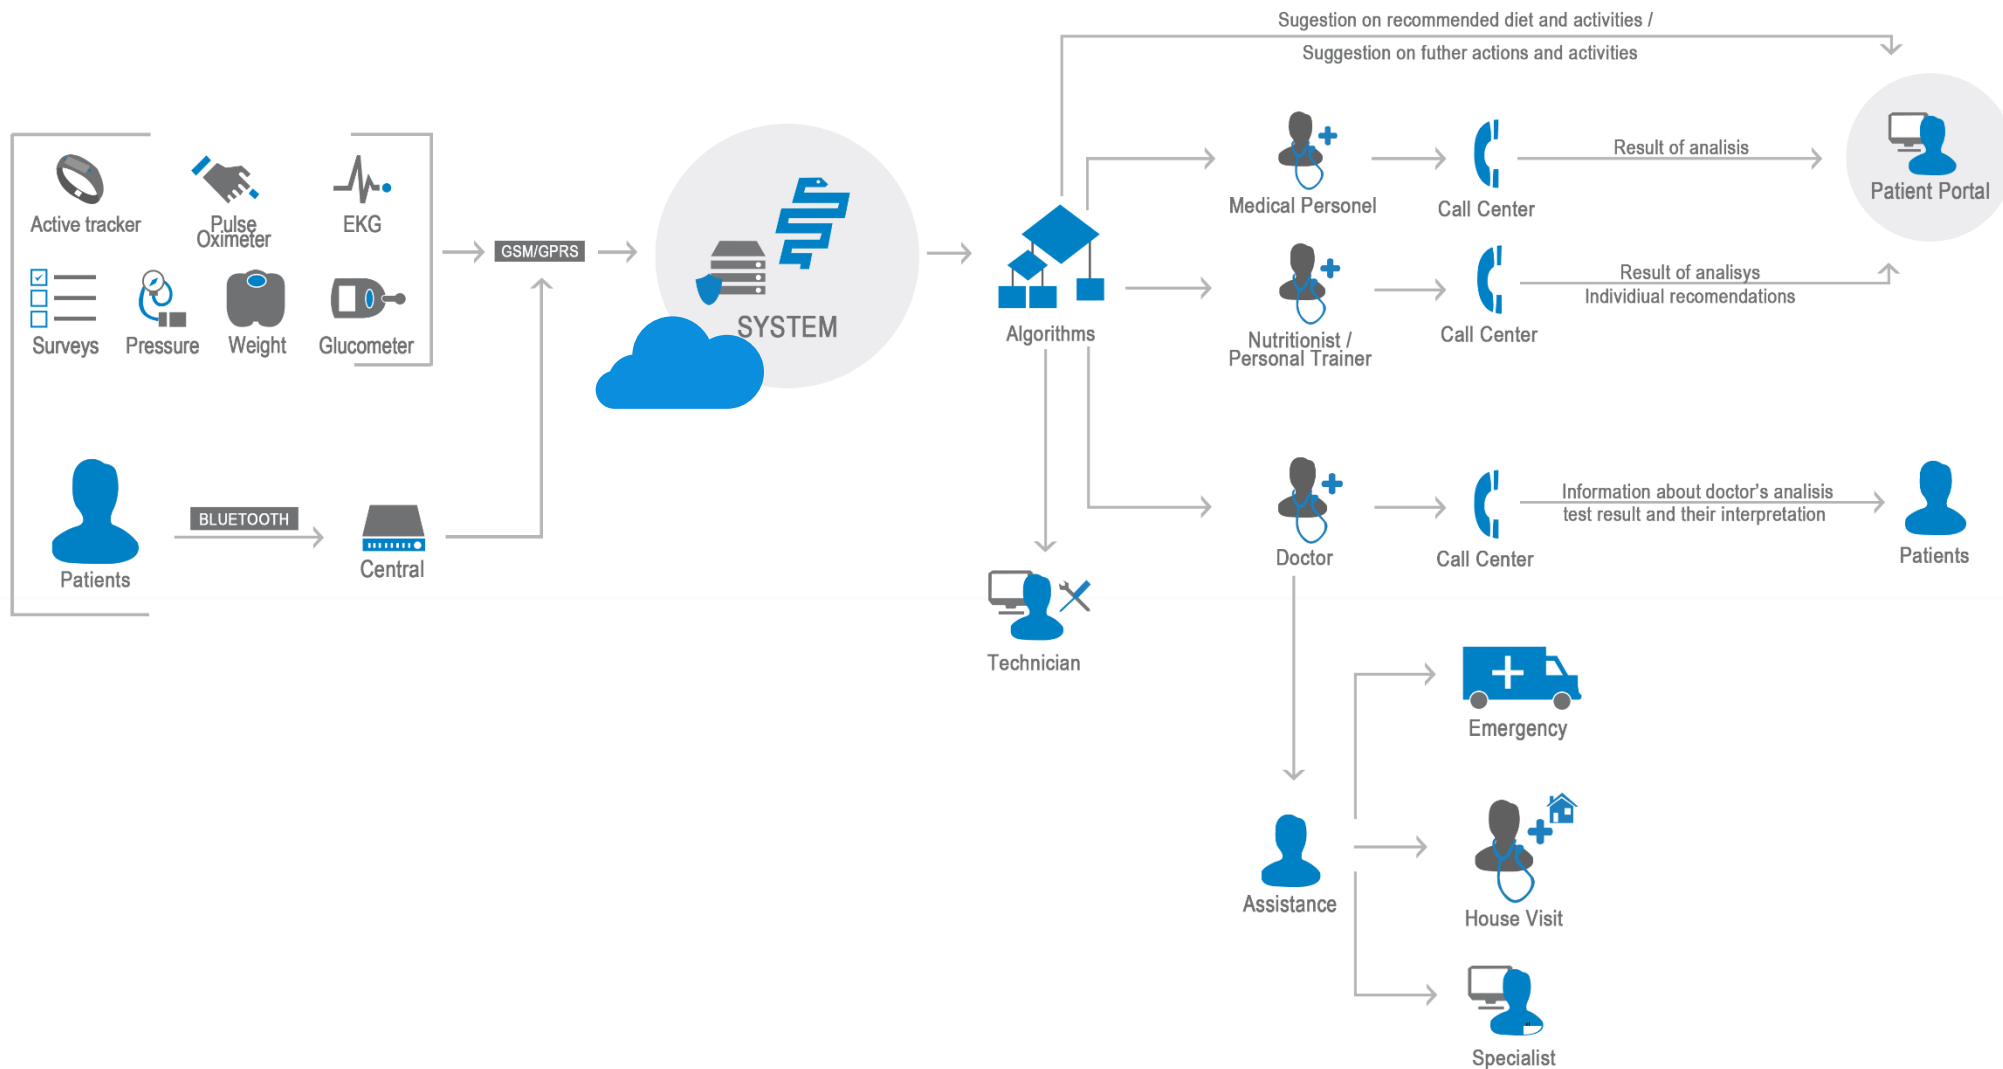 Sugestion on recommended diet and activities /
Suggestion on futher actions and activities
Active tracker
Pulse
Oximeter
EKG
Surveys
Pressure
Weight
Glucometer
GSM/GPRS
SYSTEM
Algorithms
Medical Personel
Call Center
Result of analisis
Patient Portal
Nutritionist /
Personal Trainer
Call Center
Result of analisys
Individiual recomendations
Patients
BLUETOOTH
Central
Doctor
Call Center
Information about doctor's analisis
test result and their interpretation
Patients
Technician
Emergency
Assistance
House Visit
Specialist